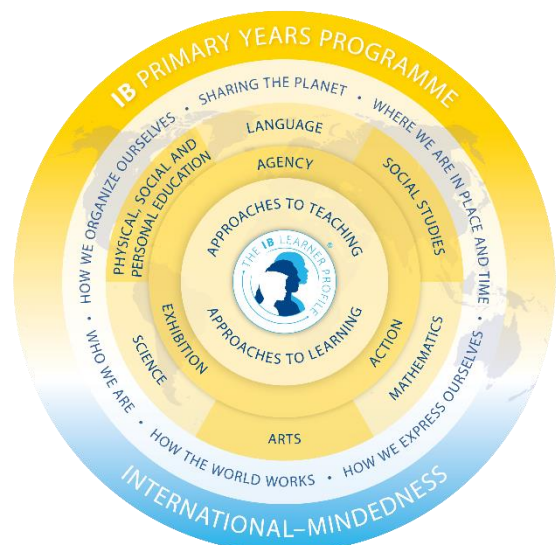 IB PRIMARY YEARS PROGRAMME
SHARING THE PLANET • WHERE WE ARE IN PLACE AND TIME • HOW WE EXPRESS OURSELVES • HOW THE WORLD WORKS • WHO WE ARE • HOW WE ORGANIZE OURSELVES •
LANGUAGE
SOCIAL STUDIES
MATHEMATICS
ARTS
SCIENCE
PHYSICAL, SOCIAL AND
PERSONAL EDUCATION
AGENCY
ACTION
EXHIBITION
APPROACHES TO TEACHING
APPROACHES TO LEARNING
THE IB LEARNER PROFILE
®
INTERNATIONAL–MINDEDNESS